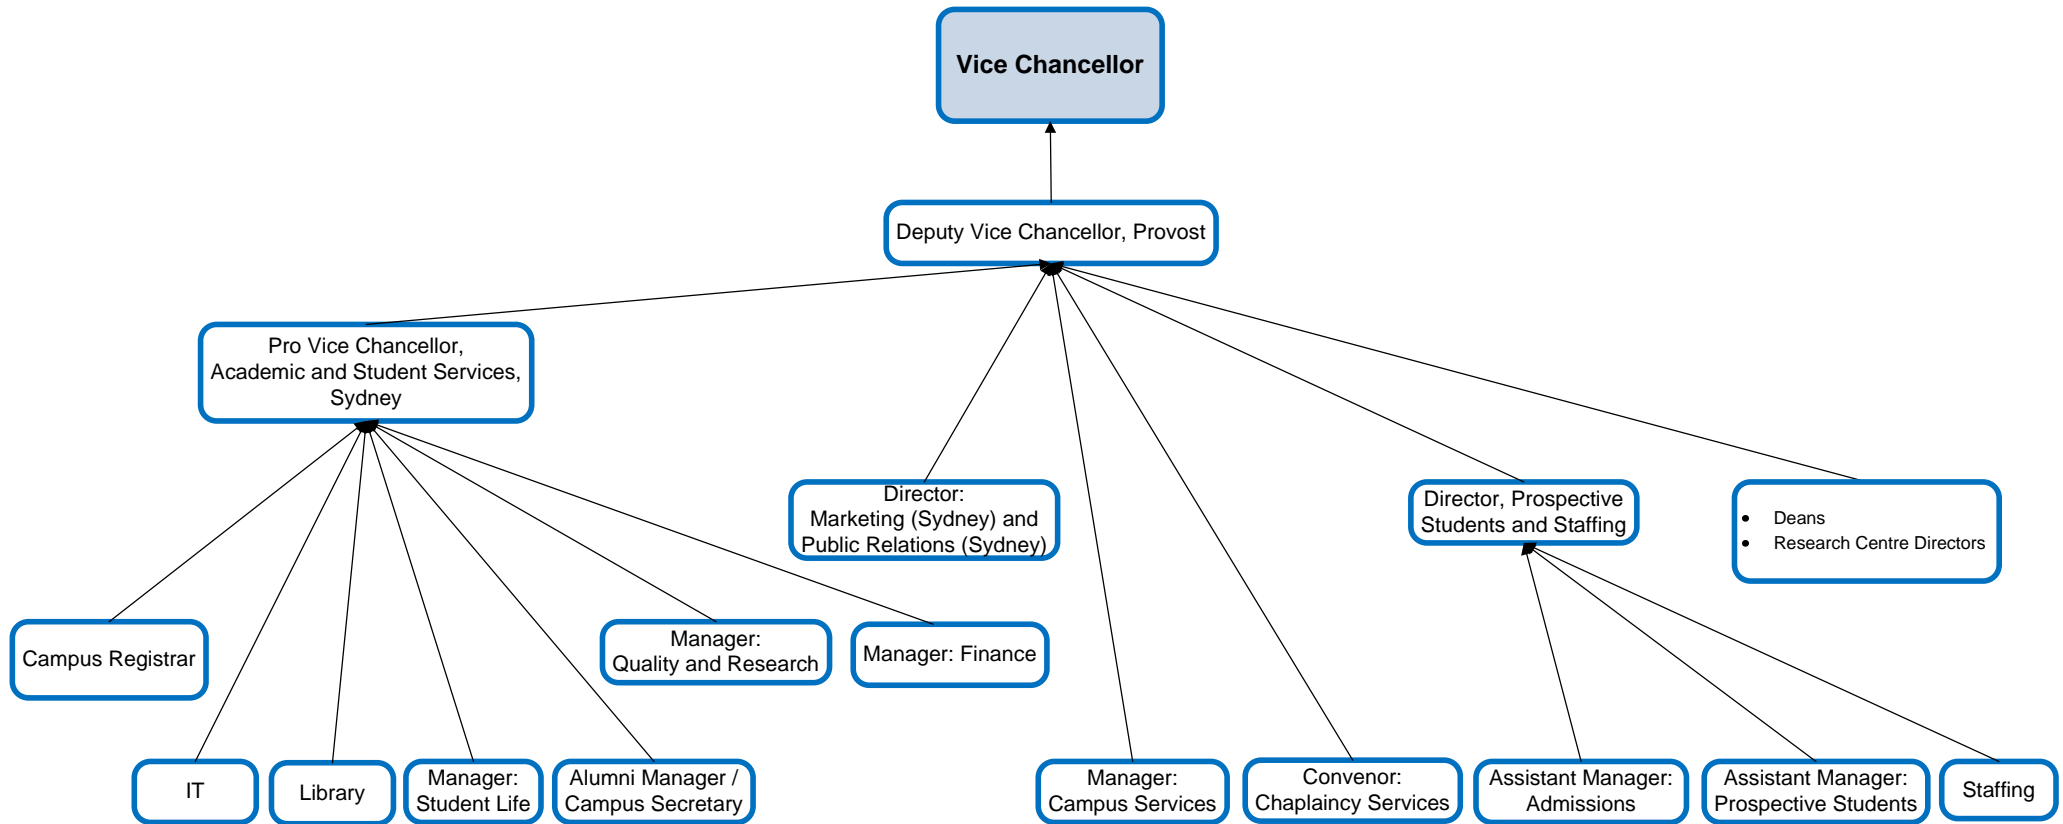 Vice Chancellor
Deputy Vice Chancellor, Provost
Pro Vice Chancellor,
Academic and Student Services,
Sydney
Director:
Marketing (Sydney) and
Public Relations (Sydney)
Director, Prospective
Students and Staffing
• Deans
• Research Centre Directors
Campus Registrar
Manager:
Quality and Research
Manager: Finance
IT
Library
Manager:
Student Life
Alumni Manager /
Campus Secretary
Manager:
Campus Services
Convenor:
Chaplaincy Services
Assistant Manager:
Admissions
Assistant Manager:
Prospective Students
Staffing